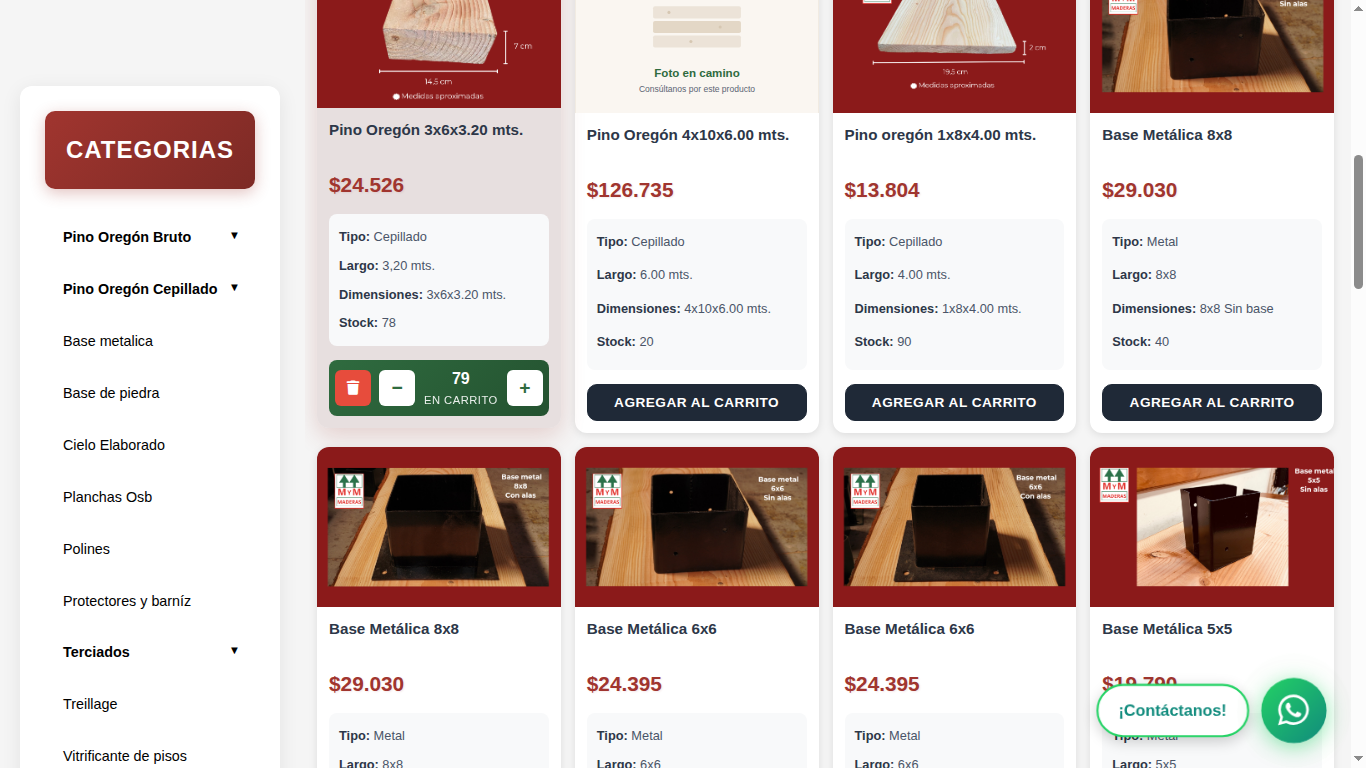 CATEGORIAS
Pino Oregón Bruto ▼
Pino Oregón Cepillado ▼
Base metalica
Base de piedra
Cielo Elaborado
Planchas Osb
Polines
Protectores y barníz
Terciados ▼
Treillage
Vitrificante de pisos
7 cm
14.5 cm
Medidas aproximadas
Pino Oregón 3x6x3.20 mts.
$24.526
Tipo: Cepillado
Largo: 3,20 mts.
Dimensiones: 3x6x3.20 mts.
Stock: 78
−
79
EN CARRITO
+
Foto en camino
Consúltanos por este producto
Pino Oregón 4x10x6.00 mts.
$126.735
Tipo: Cepillado
Largo: 6.00 mts.
Dimensiones: 4x10x6.00 mts.
Stock: 20
AGREGAR AL CARRITO
2 cm
19.5 cm
Medidas aproximadas
Pino oregón 1x8x4.00 mts.
$13.804
Tipo: Cepillado
Largo: 4.00 mts.
Dimensiones: 1x8x4.00 mts.
Stock: 90
AGREGAR AL CARRITO
MADERAS
Sin alas
Base Metálica 8x8
$29.030
Tipo: Metal
Largo: 8x8
Dimensiones: 8x8 Sin base
Stock: 40
AGREGAR AL CARRITO
MYM
MADERAS
Base metal
8x8
Con alas
Base Metálica 8x8
$29.030
Tipo: Metal
Largo: 8x8
MYM
MADERAS
Base metal
6x6
Sin alas
Base Metálica 6x6
$24.395
Tipo: Metal
Largo: 6x6
MYM
MADERAS
Base metal
6x6
Con alas
Base Metálica 6x6
$24.395
Tipo: Metal
Largo: 6x6
MYM
MADERAS
Base metal
5x5
Sin alas
Base Metálica 5x5
$19.790
Tipo: Metal
Largo: 5x5
¡Contáctanos!